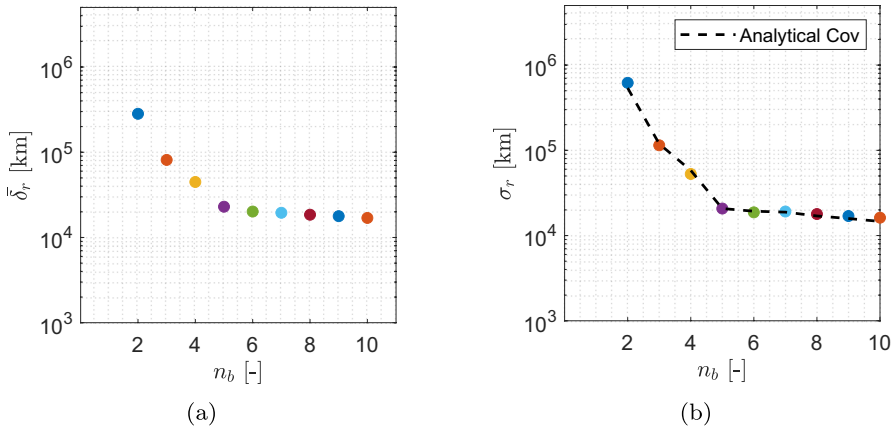 10^6
10^5
10^4
10^3
\bar{δ}_r [km]
2 4 6 8 10
n_b [-]
(a)
Analytical Cov
10^6
10^5
10^4
10^3
σ_r [km]
2 4 6 8 10
n_b [-]
(b)